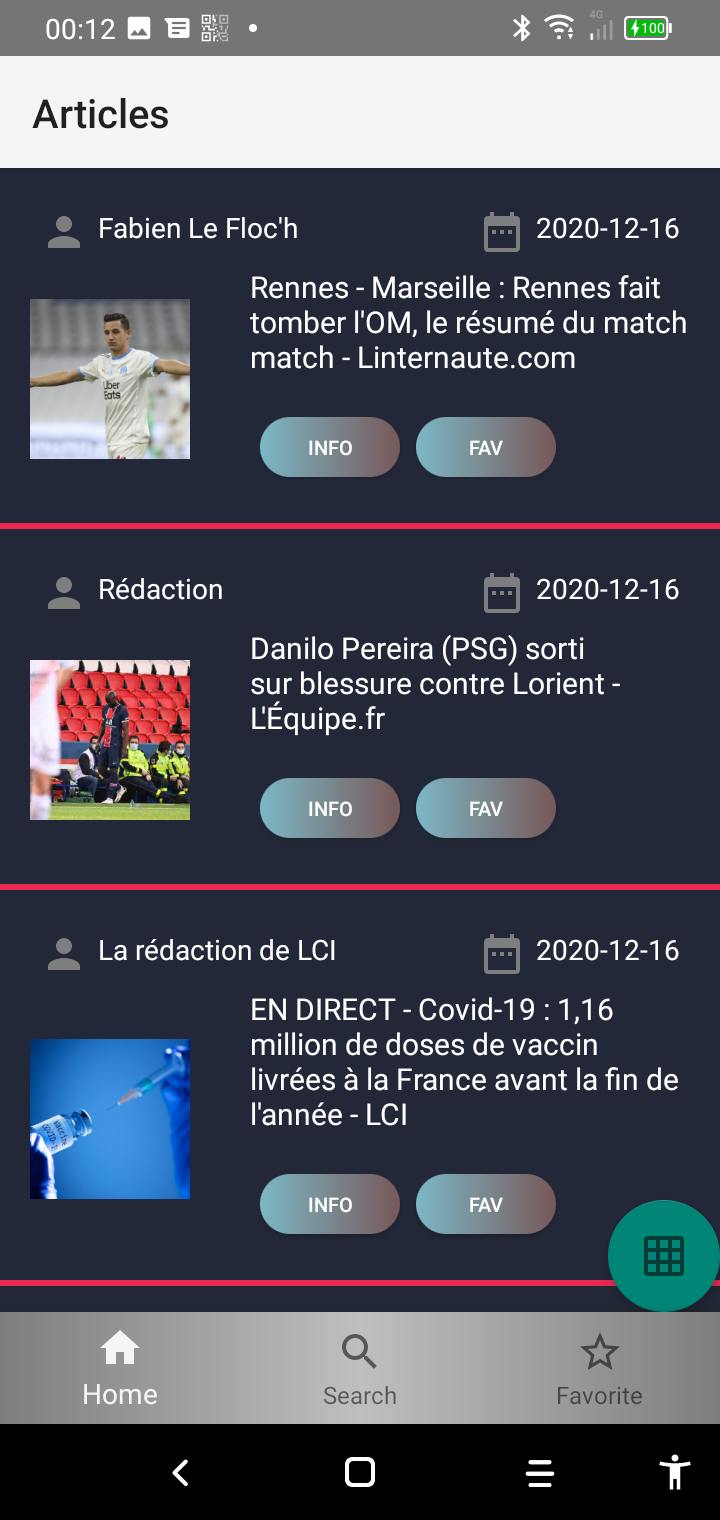 00:12
4G
100
Articles
Fabien Le Floc'h
2020-12-16
Rennes - Marseille : Rennes fait
tomber l'OM, le résumé du match
match - Linternaute.com
Uber
Eats
INFO
FAV
Rédaction
2020-12-16
Danilo Pereira (PSG) sorti
sur blessure contre Lorient -
L'Équipe.fr
INFO
FAV
La rédaction de LCI
2020-12-16
EN DIRECT - Covid-19 : 1,16
million de doses de vaccin
livrées à la France avant la fin de
l'année - LCI
vaccine
INFO
FAV
Home
Search
Favorite